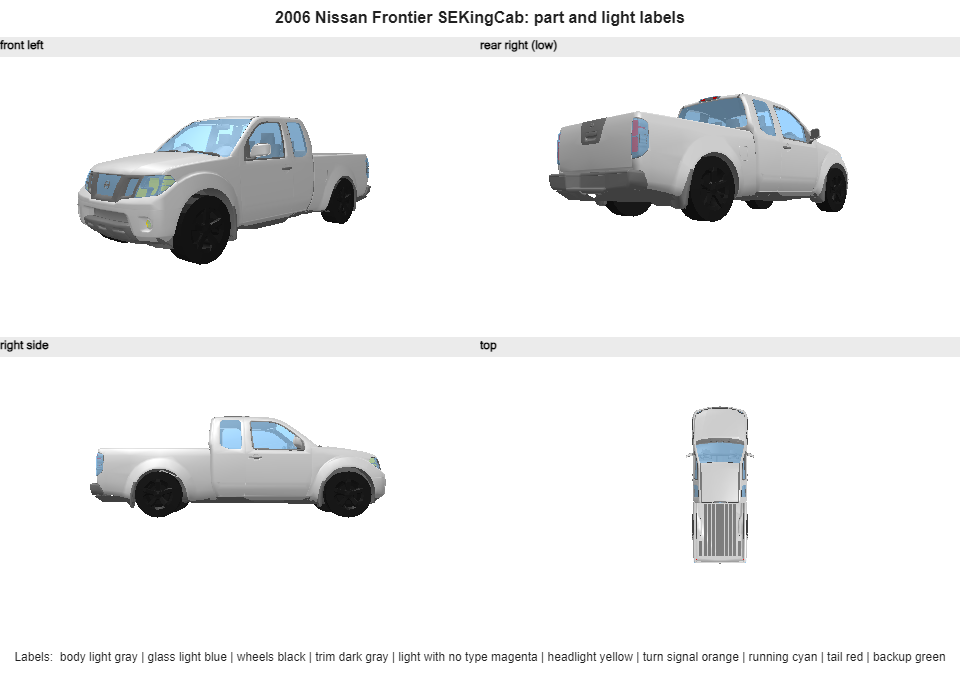 2006 Nissan Frontier SEKingCab: part and light labels
front left
rear right (low)
right side
top
Labels: body light gray | glass light blue | wheels black | trim dark gray | light with no type magenta | headlight yellow | turn signal orange | running cyan | tail red | backup green